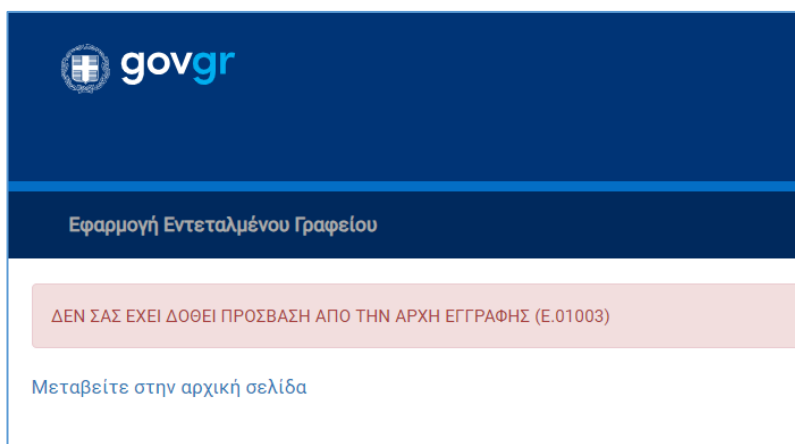 govgr
Εφαρμογή Εντεταλμένου Γραφείου
ΔΕΝ ΣΑΣ ΕΧΕΙ ΔΟΘΕΙ ΠΡΟΣΒΑΣΗ ΑΠΟ ΤΗΝ ΑΡΧΗ ΕΓΓΡΑΦΗΣ (E.01003)
Μεταβείτε στην αρχική σελίδα